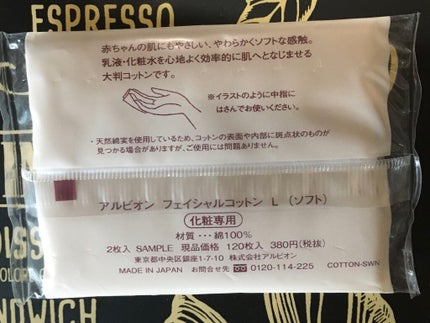 ESPRESSO
赤ちゃんの肌にもやさしい、やわらかくソフトな感触。
乳液・化粧水を心地よく効率的に肌へとなじませる
大判コットンです。
※イラストのように中指に
はさんでお使いください。
・天然綿実を使用しているため、コットンの表面や内部に斑点状のものが
見つかる場合がありますが、ご使用には問題ありません。
アルビオン フェイシャルコットン L (ソフト)
化粧専用
材質・・・綿100%
2枚入 SAMPLE 現品価格 120枚入 380円(税抜)
東京都中央区銀座1-7-10 株式会社アルビオン
MADE IN JAPAN お問合せ先 0120-114-225 COTTON-SWN
NDWICH